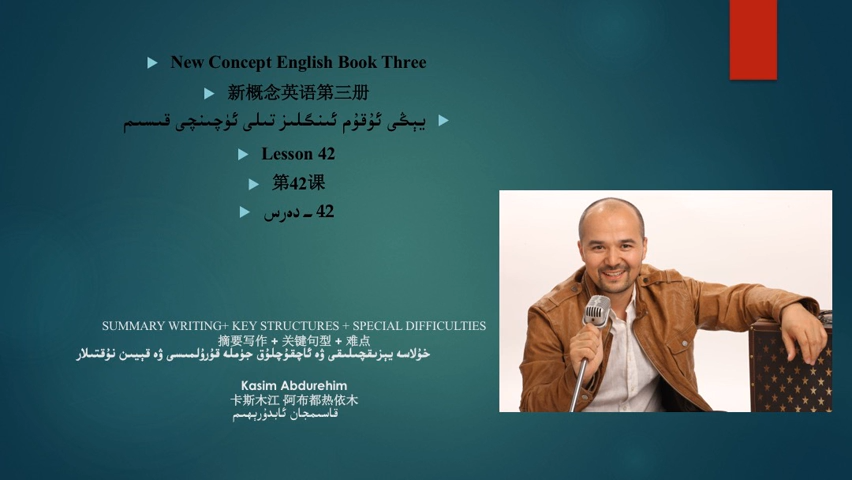 New Concept English Book Three
新概念英语第三册
يېڭى ئۇقۇم ئىنگلىز تىلى ئۈچىنچى قىسىم
Lesson 42
第42课
42 ـ دەرس
SUMMARY WRITING+ KEY STRUCTURES + SPECIAL DIFFICULTIES
摘要写作 + 关键句型 + 难点
خۇلاسە يېزىقچىلىقى ۋە ئاچقۇچلۇق جۈملە قۇرۇلمىسى ۋە قېيىن نۇقتىلار
Kasim Abdurehim
卡斯木江 阿布都热依木
قاسىمجان ئابدۇرېھىم